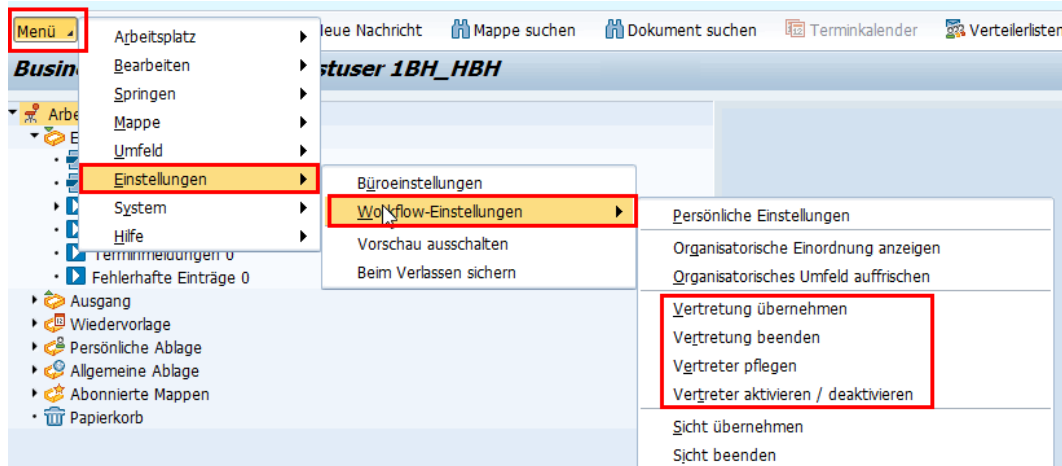 Menü
Neue Nachricht Mappe suchen Dokument suchen Terminkalender Verteilerlisten
1BH_HBH
Arbeitsplatz
Bearbeiten
Springen
Mappe
Umfeld
Einstellungen
System
Hilfe
Büroeinstellungen
Workflow-Einstellungen
Vorschau ausschalten
Beim Verlassen sichern
Persönliche Einstellungen
Organisatorische Einordnung anzeigen
Organisatorisches Umfeld auffrischen
Vertretung übernehmen
Vertretung beenden
Vertreter pflegen
Vertreter aktivieren / deaktivieren
Sicht übernehmen
Sicht beenden
Terminmeldungen 0
Fehlerhafte Einträge 0
Ausgang
Wiedervorlage
Persönliche Ablage
Allgemeine Ablage
Abonnierte Mappen
Papierkorb